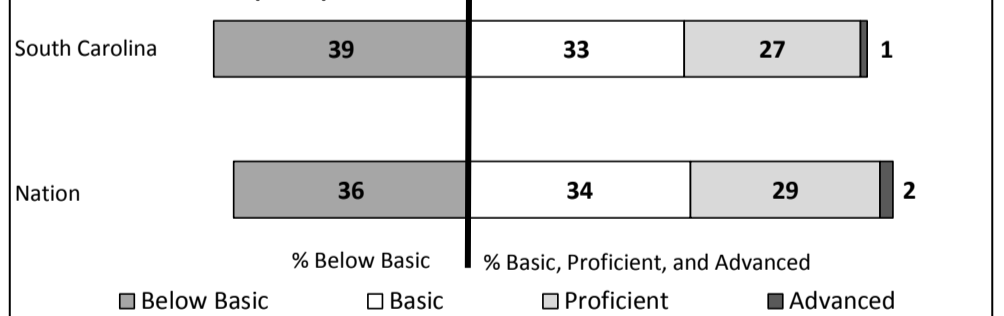 South Carolina 39 33 27 1
Nation 36 34 29 2
% Below Basic % Basic, Proficient, and Advanced
Below Basic Basic Proficient Advanced